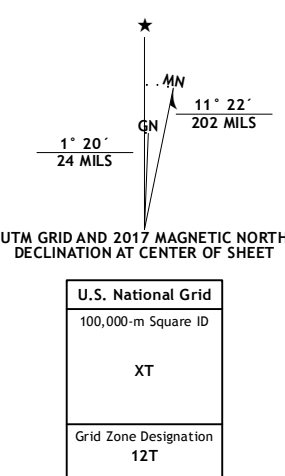 ★
MN
GN
11° 22´
202 MILS
1° 20´
24 MILS
UTM GRID AND 2017 MAGNETIC NORTH
DECLINATION AT CENTER OF SHEET
U.S. National Grid
100,000-m Square ID
XT
Grid Zone Designation
12T